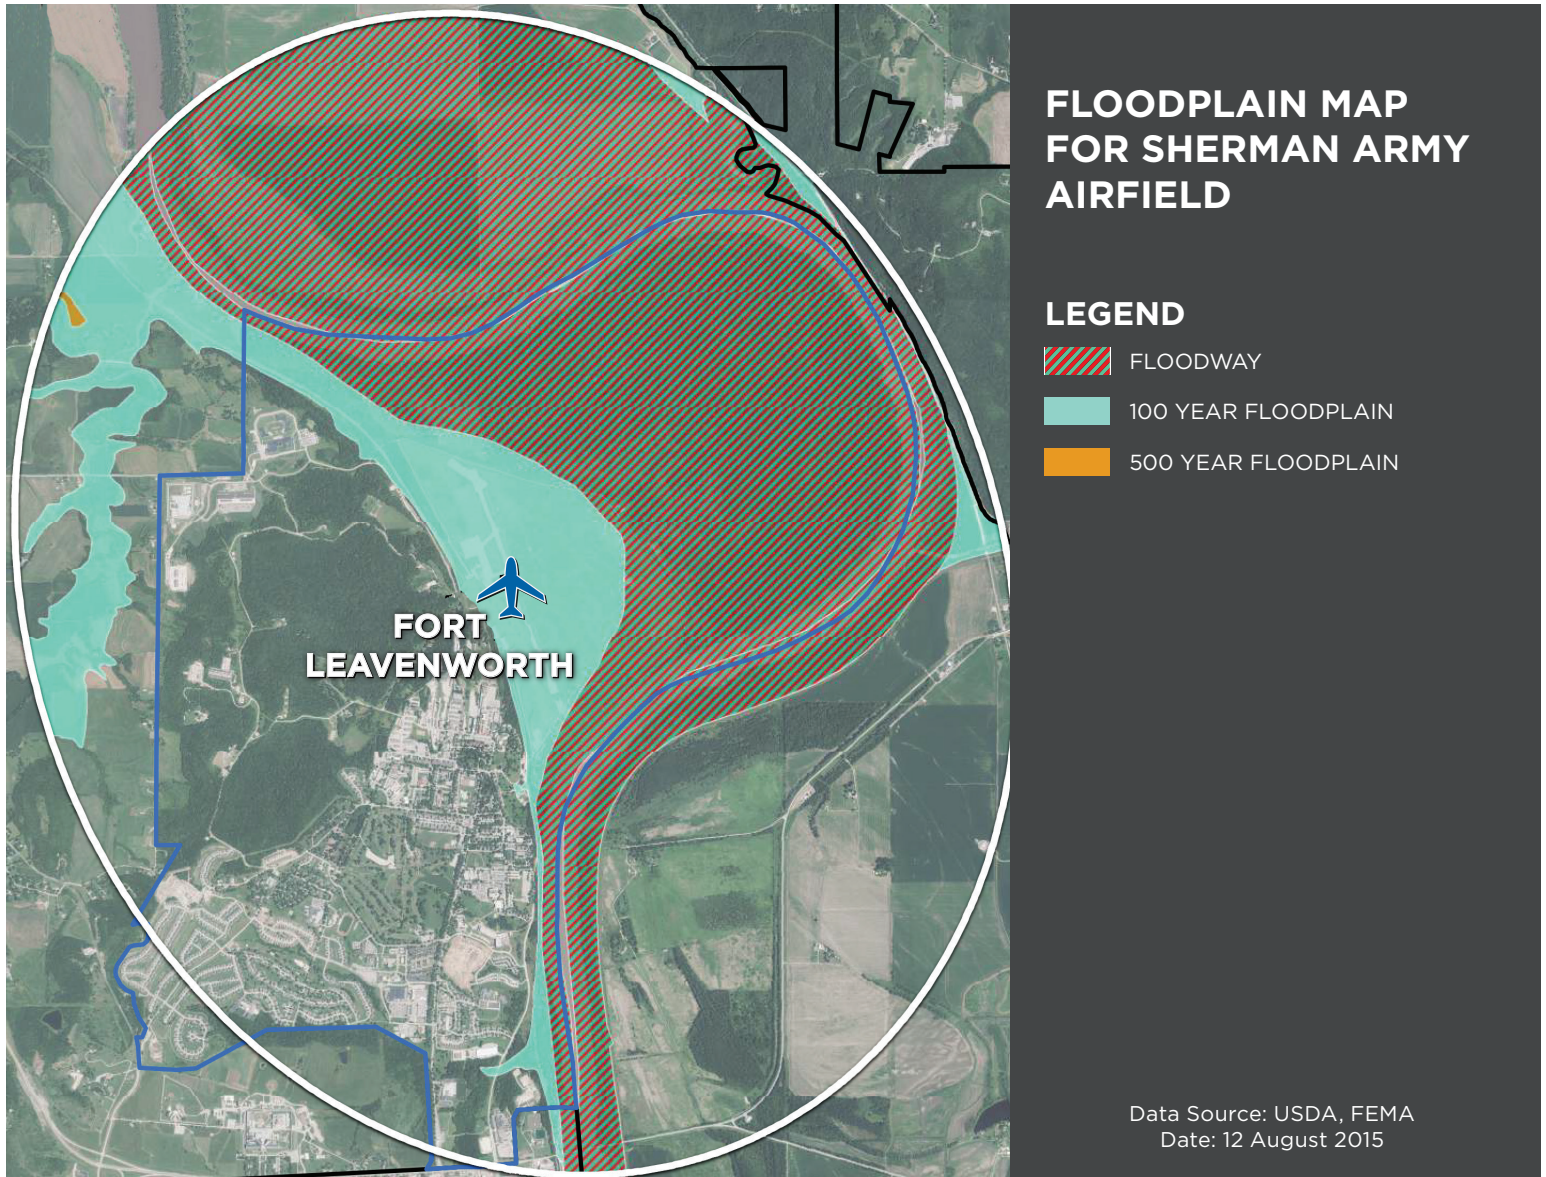 FLOODPLAIN MAP
FOR SHERMAN ARMY
AIRFIELD
LEGEND
FLOODWAY
100 YEAR FLOODPLAIN
500 YEAR FLOODPLAIN
FORT
LEAVENWORTH
Data Source: USDA, FEMA
Date: 12 August 2015